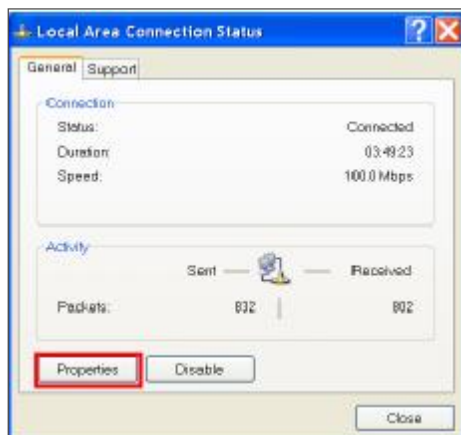 Local Area Connection Status
General Support
Connection
Status: Connected
Duration: 03:49:23
Speed: 100.0 Mbps
Activity
Sent Received
Packets: 832 802
Properties Disable
Close